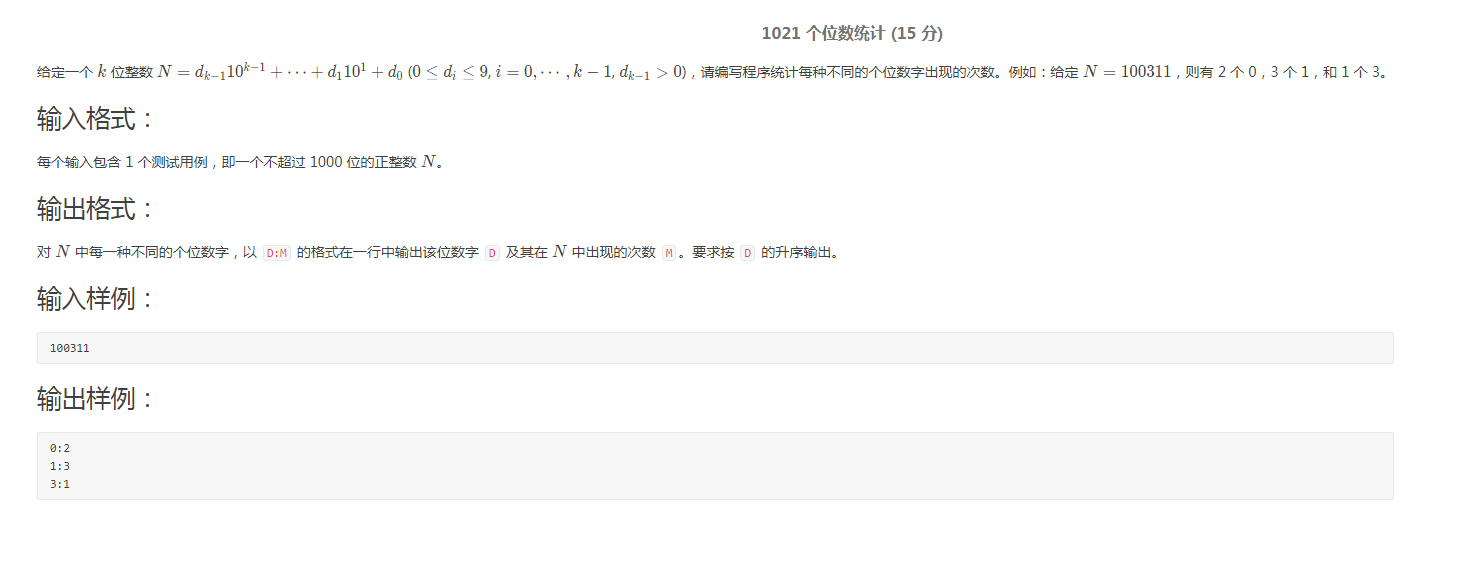 1021 个位数统计 (15 分)
给定一个 k 位整数 N = d_{k−1}10^{k−1} + ⋯ + d_1 10^1 + d_0 (0 ≤ d_i ≤ 9, i = 0, ⋯ , k − 1, d_{k−1} > 0)，请编写程序统计每种不同的个位数字出现的次数。例如：给定 N = 100311，则有 2 个 0，3 个 1，和 1 个 3。
输入格式：
每个输入包含 1 个测试用例，即一个不超过 1000 位的正整数 N。
输出格式：
对 N 中每一种不同的个位数字，以 D:M 的格式在一行中输出该位数字 D 及其在 N 中出现的次数 M。要求按 D 的升序输出。
输入样例：
100311
输出样例：
0:2
1:3
3:1